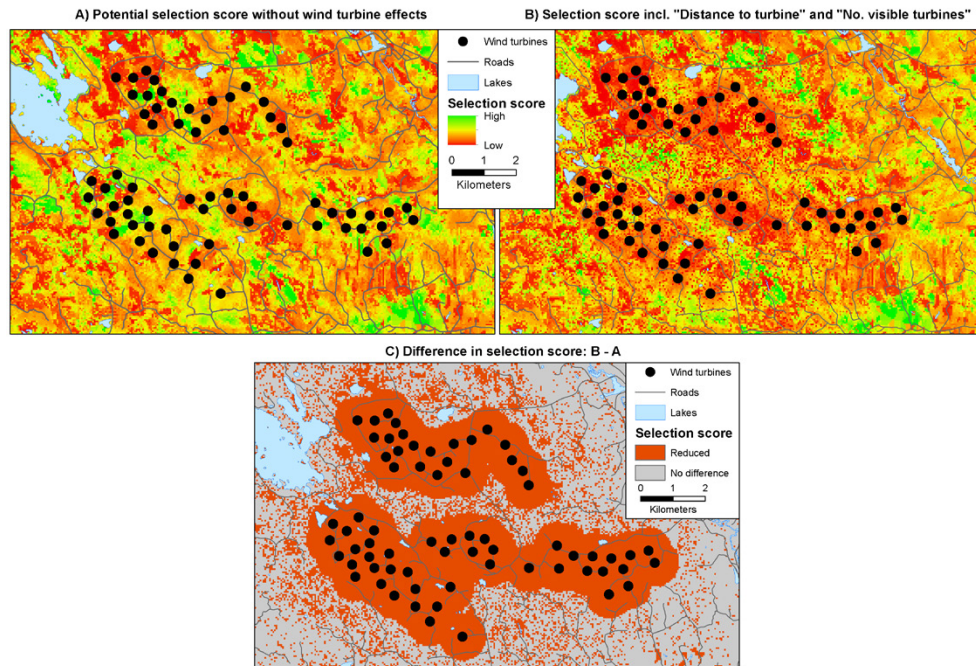 A) Potential selection score without wind turbine effects
Wind turbines
Roads
Lakes
Selection score
High
Low
0 1 2
Kilometers
B) Selection score incl. "Distance to turbine" and "No. visible turbines"
C) Difference in selection score: B - A
Wind turbines
Roads
Lakes
Selection score
Reduced
No difference
0 1 2
Kilometers